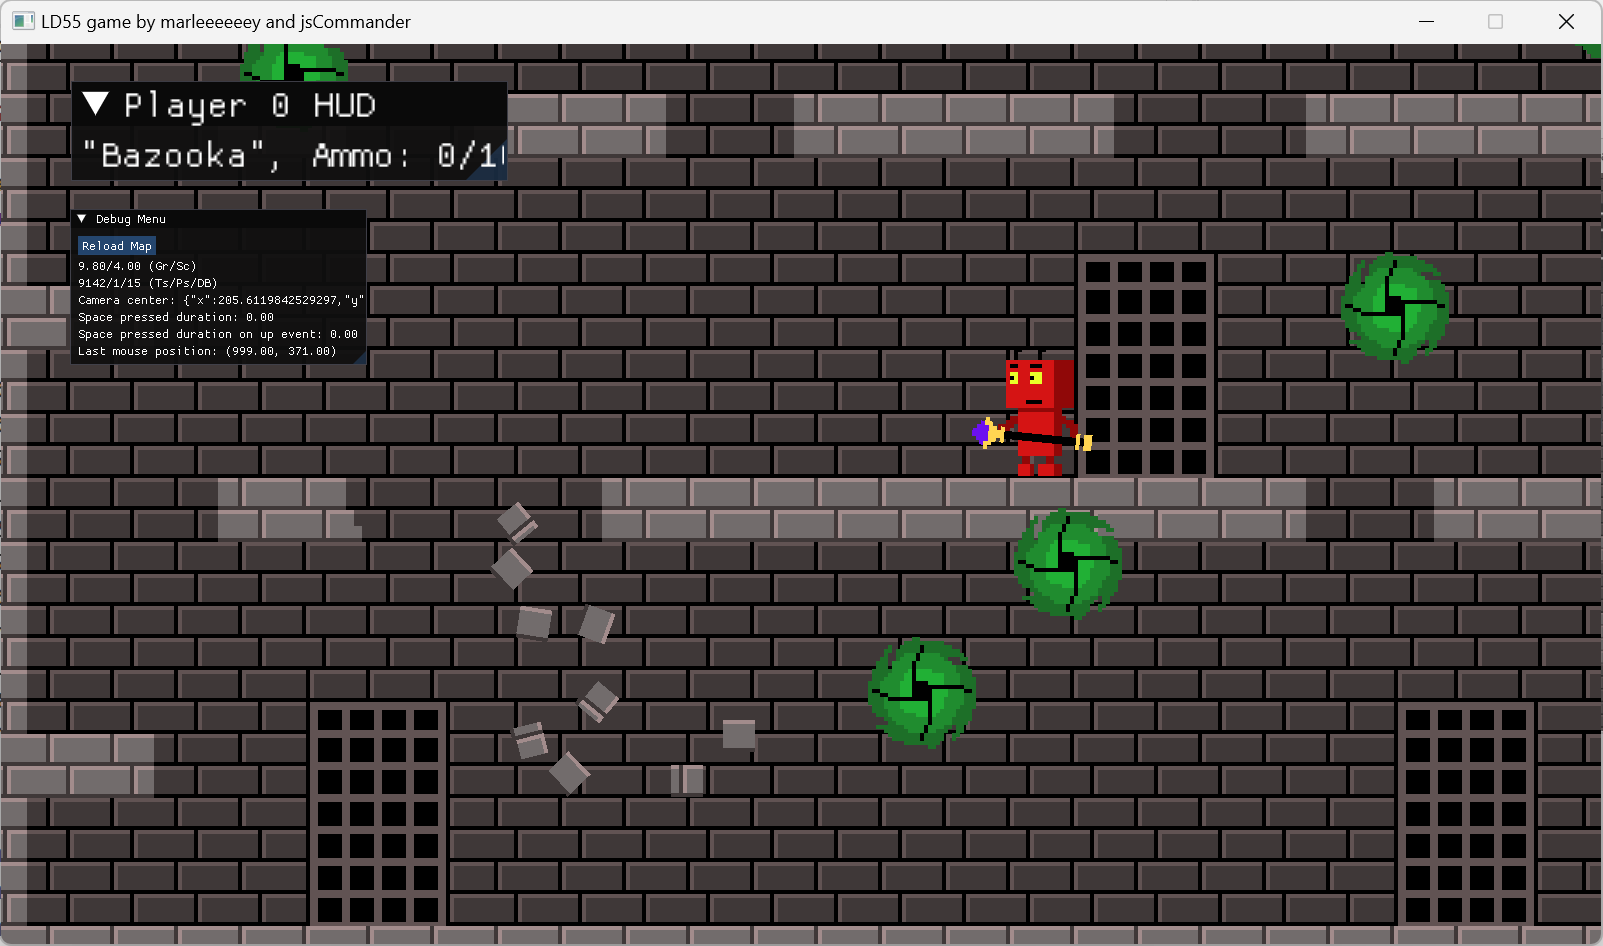 LD55 game by marleeeeeey and jsCommander
Player 0 HUD
"Bazooka", Ammo: 0/1
Debug Menu
Reload Map
9.80/4.00 (Gr/Sc)
9142/1/15 (Ts/Ps/DB)
Camera center: {"x":205.6119842529297,"y"
Space pressed duration: 0.00
Space pressed duration on up event: 0.00
Last mouse position: (999.00, 371.00)